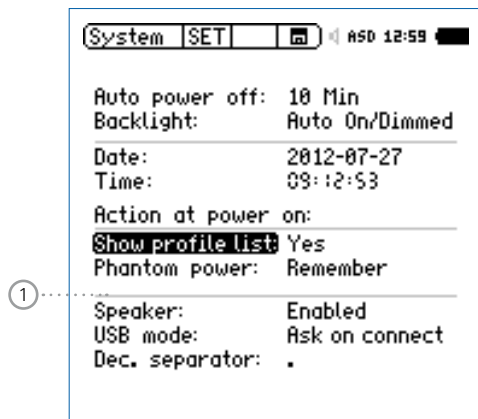 System SET ASD 12:59
Auto power off: 10 Min
Backlight: Auto On/Dimmed
Date: 2012-07-27
Time: 09:12:53
Action at power on:
Show profile list: Yes
Phantom power: Remember
1
Speaker: Enabled
USB mode: Ask on connect
Dec. separator: .